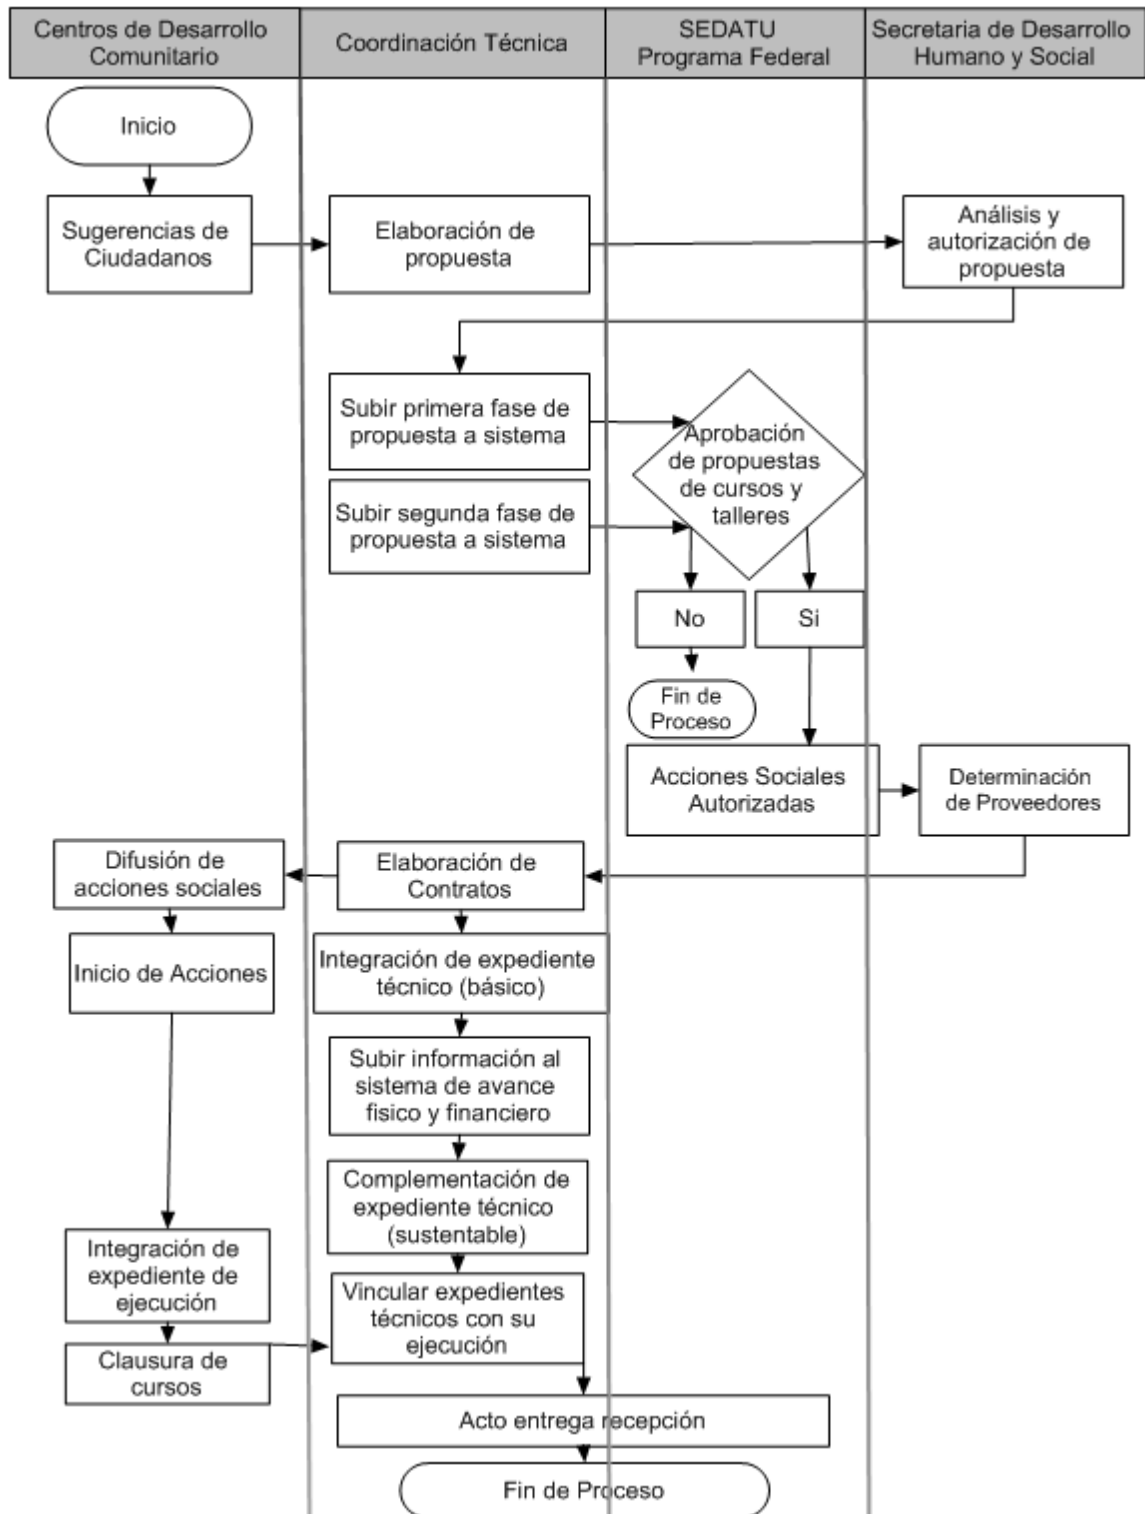 Centros de Desarrollo
Comunitario
Coordinación Técnica
SEDATU
Programa Federal
Secretaria de Desarrollo
Humano y Social
Inicio
Sugerencias de
Ciudadanos
Elaboración de
propuesta
Análisis y
autorización de
propuesta
Subir primera fase de
propuesta a sistema
Aprobación
de propuestas
de cursos y
talleres
Subir segunda fase de
propuesta a sistema
No
Si
Fin de
Proceso
Acciones Sociales
Autorizadas
Determinación
de Proveedores
Difusión de
acciones sociales
Elaboración de
Contratos
Inicio de Acciones
Integración de expediente
técnico (básico)
Subir información al
sistema de avance
fisico y financiero
Complementación de
expediente técnico
(sustentable)
Integración de
expediente de
ejecución
Vincular expedientes
técnicos con su
ejecución
Clausura de
cursos
Acto entrega recepción
Fin de Proceso